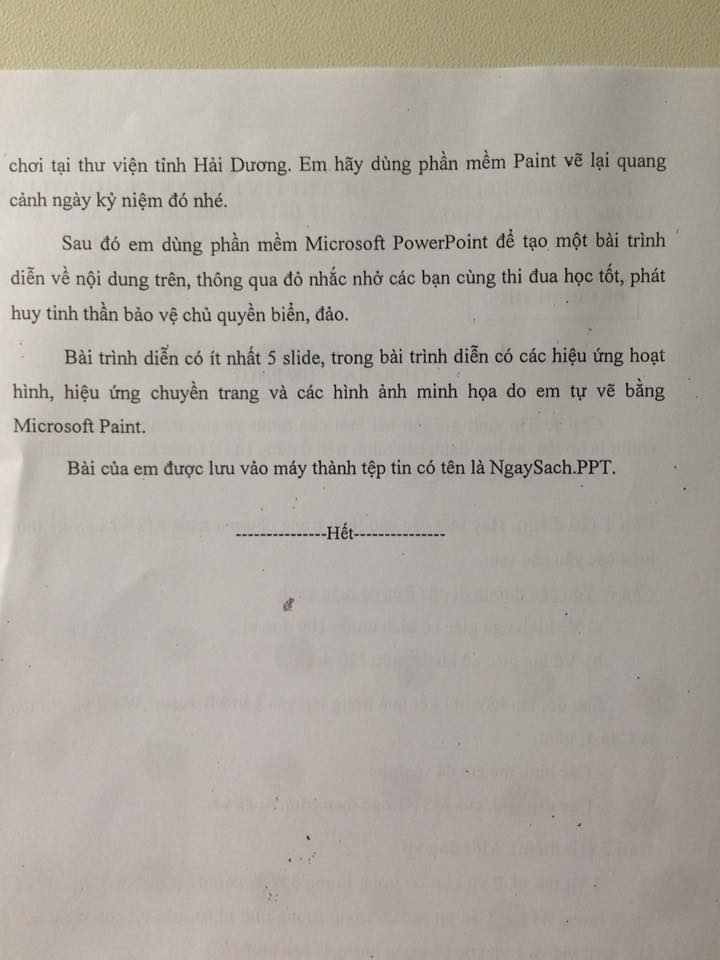 chơi tại thư viện tỉnh Hải Dương. Em hãy dùng phần mềm Paint vẽ lại quang
cảnh ngày kỷ niệm đó nhé.
Sau đó em dùng phần mềm Microsoft PowerPoint để tạo một bài trình
diễn về nội dung trên, thông qua đỏ nhắc nhở các bạn cùng thi đua học tốt, phát
huy tinh thần bảo vệ chủ quyền biển, đảo.
Bài trình diễn có ít nhất 5 slide, trong bài trình diễn có các hiệu ứng hoạt
hình, hiệu ứng chuyển trang và các hình ảnh minh họa do em tự vẽ bằng
Microsoft Paint.
Bài của em được lưu vào máy thành tệp tin có tên là NgaySach.PPT.
---------------Hết---------------